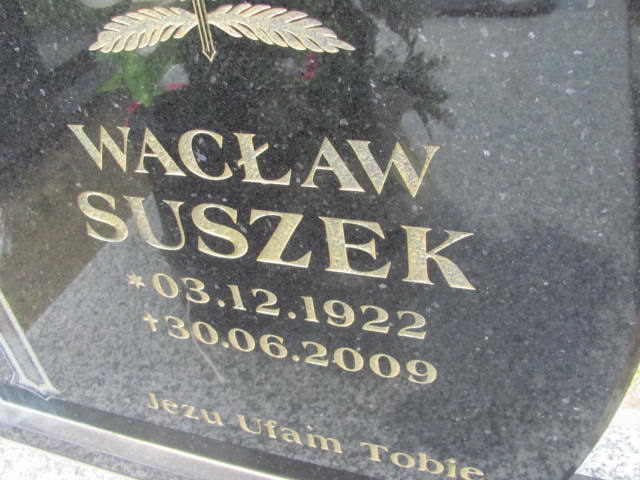 WACŁAW
SUSZEK
*03.12.1922
†30.06.2009
Jezu Ufam Tobie